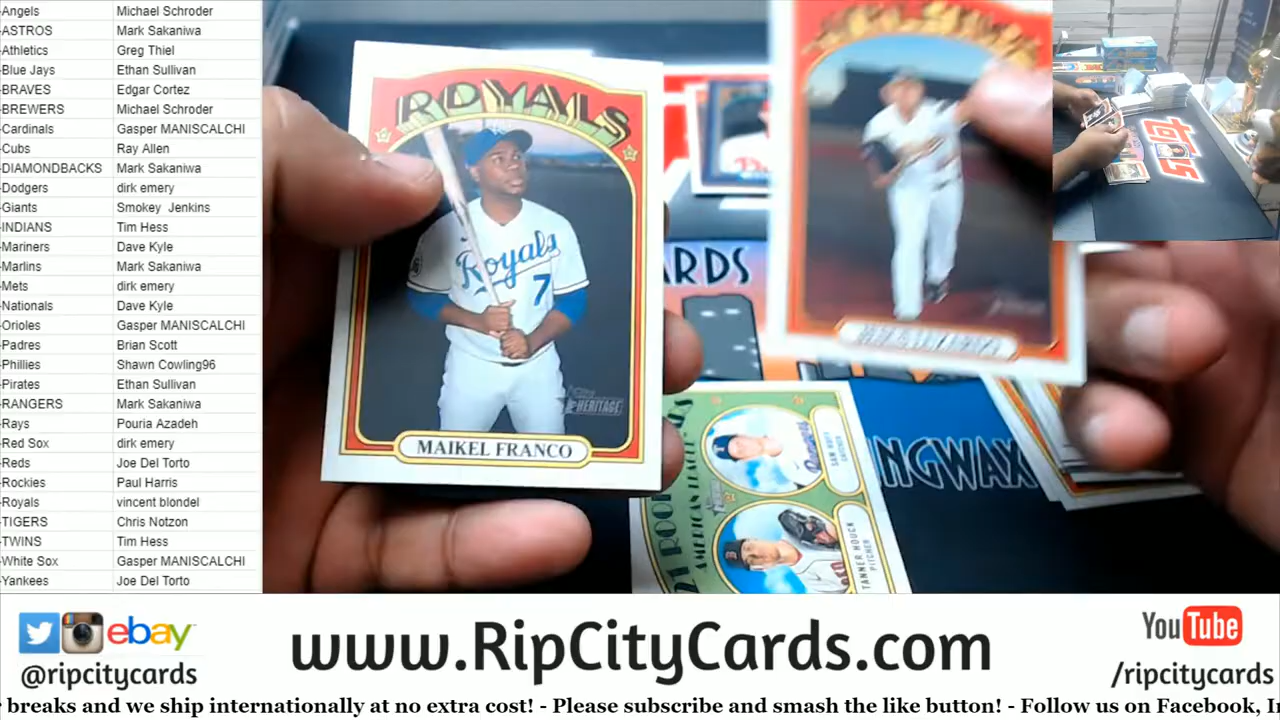 -Angels Michael Schroder
-ASTROS Mark Sakaniwa
-Athletics Greg Thiel
-Blue Jays Ethan Sullivan
-BRAVES Edgar Cortez
-BREWERS Michael Schroder
-Cardinals Gasper MANISCALCHI
-Cubs Ray Allen
-DIAMONDBACKS Mark Sakaniwa
-Dodgers dirk emery
-Giants Smokey Jenkins
-INDIANS Tim Hess
-Mariners Dave Kyle
-Marlins Mark Sakaniwa
-Mets dirk emery
-Nationals Dave Kyle
-Orioles Gasper MANISCALCHI
-Padres Brian Scott
-Phillies Shawn Cowling96
-Pirates Ethan Sullivan
-RANGERS Mark Sakaniwa
-Rays Pouria Azadeh
-Red Sox dirk emery
-Reds Joe Del Torto
-Rockies Paul Harris
-Royals vincent blondel
-TIGERS Chris Notzon
-TWINS Tim Hess
-White Sox Gasper MANISCALCHI
-Yankees Joe Del Torto
ROYALS
Royals
7
HERITAGE
MAIKEL FRANCO
ARDS
INGWAX
AMERICAN LEAGUE
SAM HUFF
CATCHER
TANNER HOUCK
PITCHER
ebay
@ripcitycards
www.RipCityCards.com
YouTube
/ripcitycards
breaks and we ship internationally at no extra cost! - Please subscribe and smash the like button! - Follow us on Facebook,